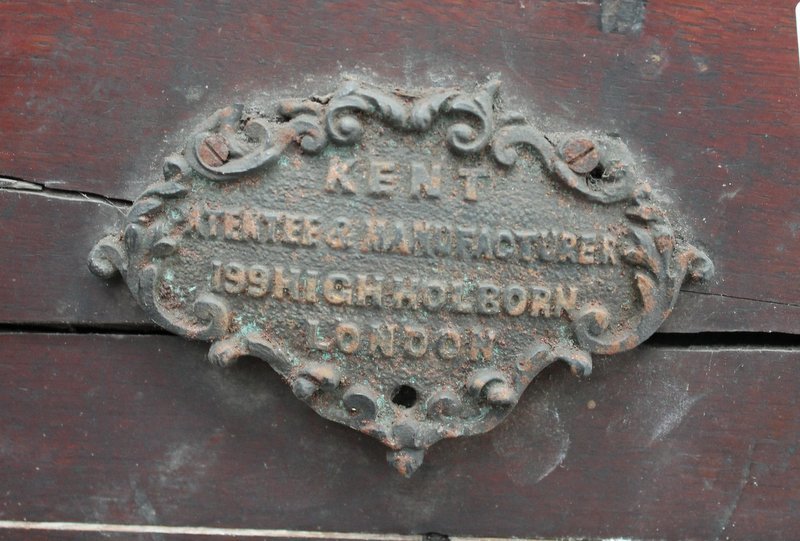 KENT
PATENTEE & MANUFACTURER
199 HIGH HOLBORN
LONDON